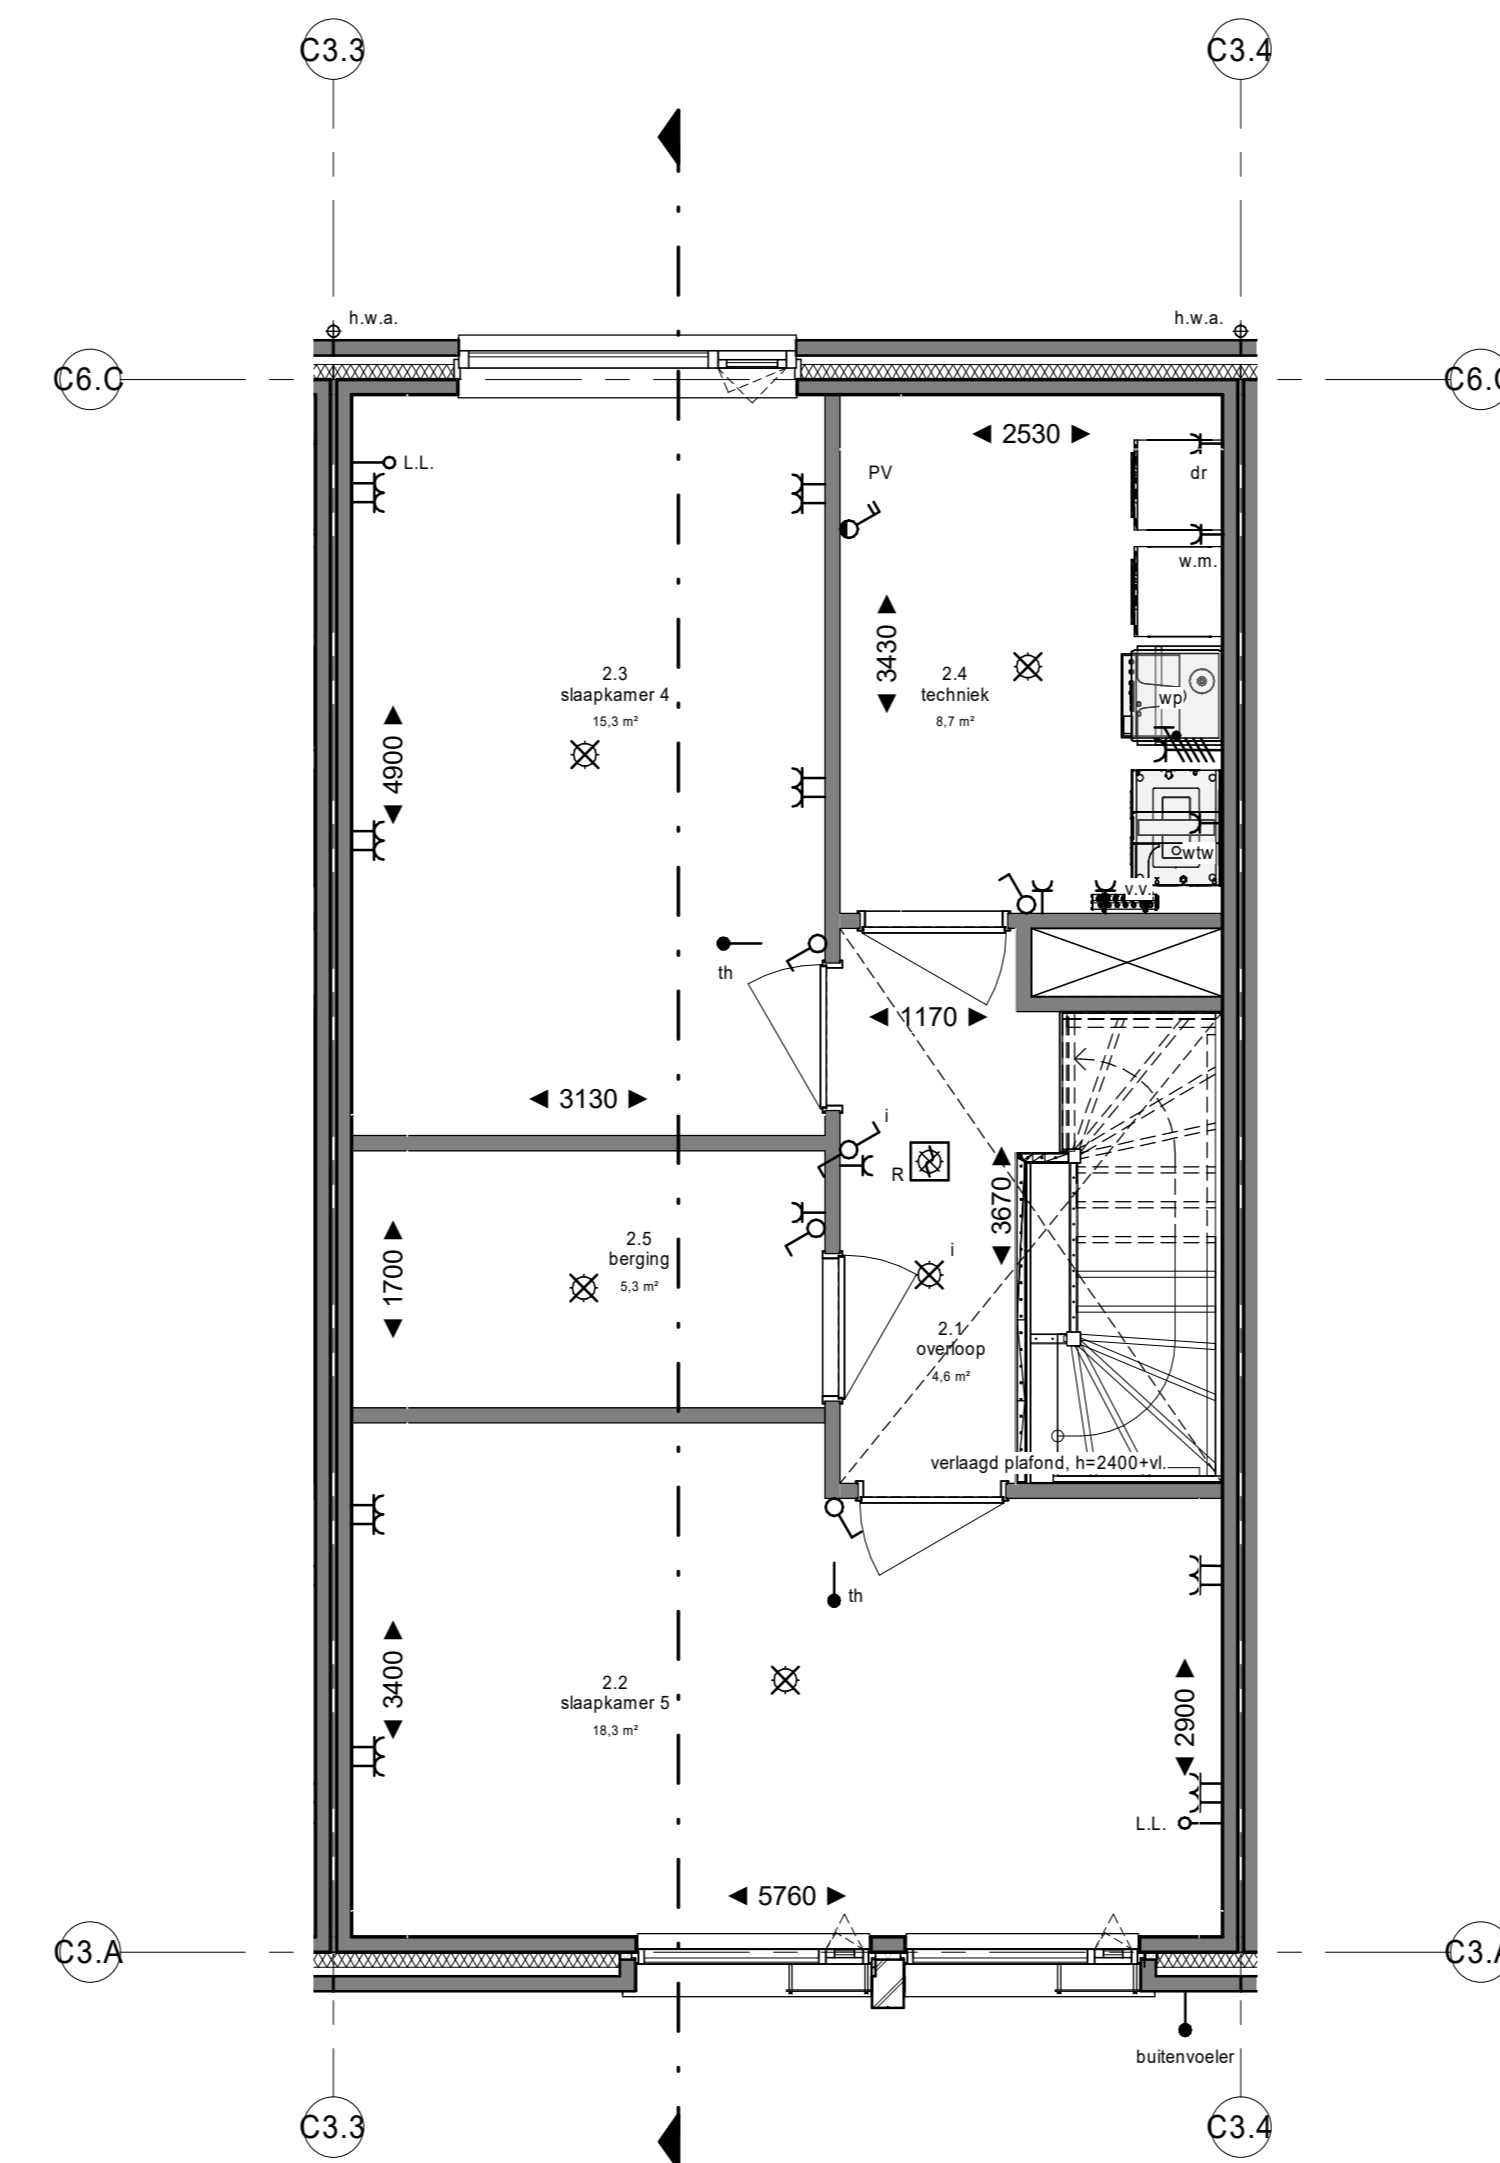 C3.3
C3.4
h.w.a.
h.w.a.
C6.C
C6.C
2530
L.L.
PV
dr
w.m.
3430
2.3
slaapkamer 4
15,3 m²
2.4
techniek
8,7 m²
wp
4900
wtw
v.v.
th
1170
3130
i
R
3670
2.5
berging
5,3 m²
1700
i
2.1
overloop
4,6 m²
verlaagd plafond, h=2400+vl.
th
3400
2.2
slaapkamer 5
18,3 m²
2900
L.L.
5760
C3.A
C3.A
buitenvoeler
C3.3
C3.4